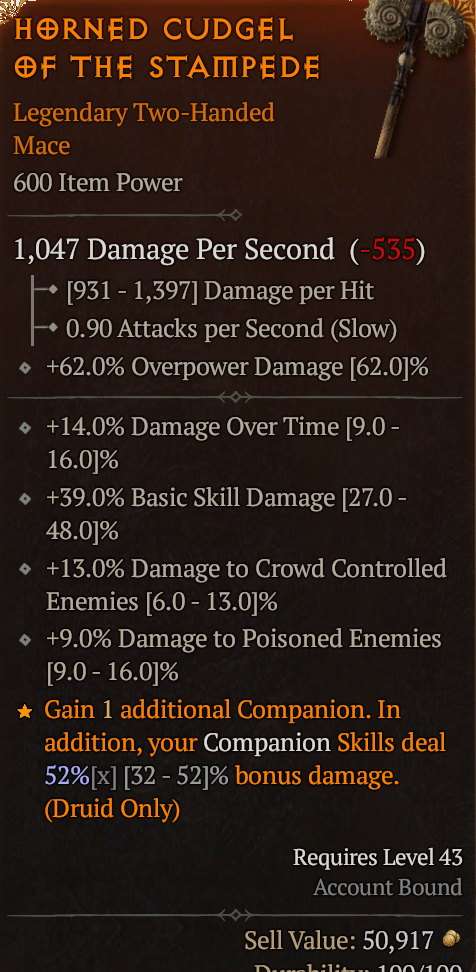 HORNED CUDGEL
OF THE STAMPEDE
Legendary Two-Handed
Mace
600 Item Power
1,047 Damage Per Second (-535)
[931 - 1,397] Damage per Hit
0.90 Attacks per Second (Slow)
+62.0% Overpower Damage [62.0]%
+14.0% Damage Over Time [9.0 -
16.0]%
+39.0% Basic Skill Damage [27.0 -
48.0]%
+13.0% Damage to Crowd Controlled
Enemies [6.0 - 13.0]%
+9.0% Damage to Poisoned Enemies
[9.0 - 16.0]%
Gain 1 additional Companion. In
addition, your Companion Skills deal
52%[x] [32 - 52]% bonus damage.
(Druid Only)
Requires Level 43
Account Bound
Sell Value: 50,917
Durability: 100/100